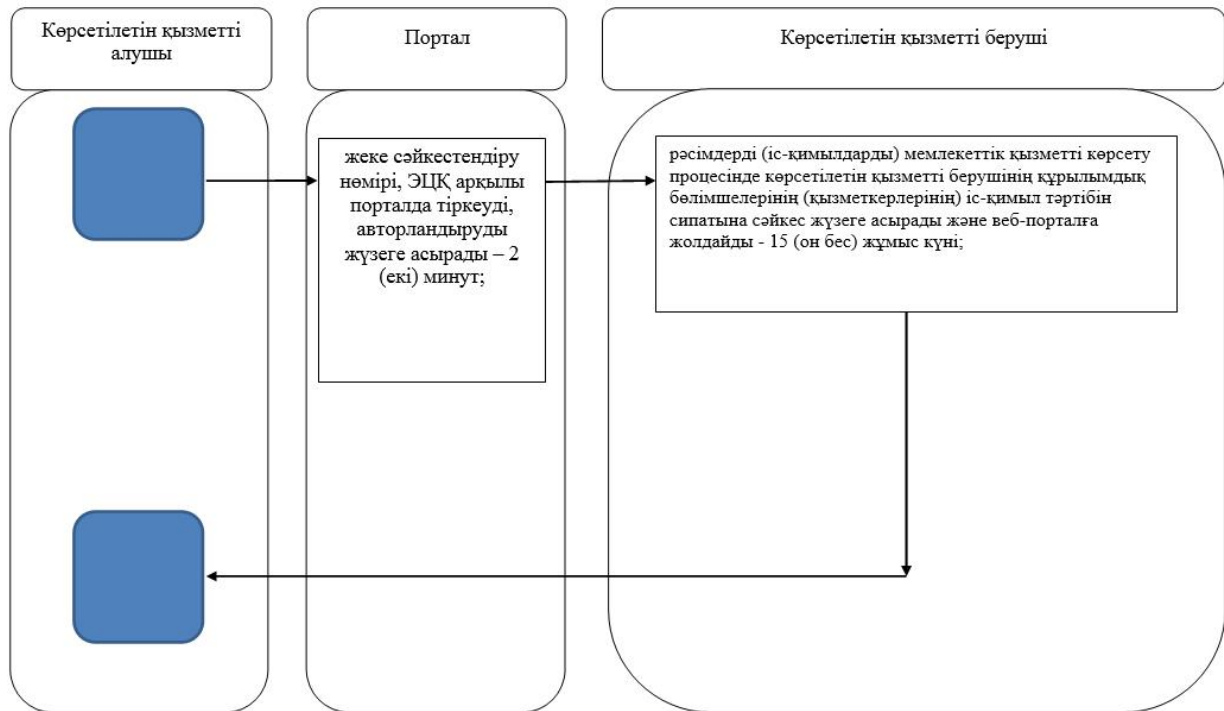 Көрсетілетін қызметті
алушы
Портал
Көрсетілетін қызметті беруші
жеке сәйкестендіру
нөмірі, ЭЦҚ арқылы
порталда тіркеуді,
авторландыруды
жүзеге асырады – 2
(екі) минут;
рәсімдерді (іс-қимылдарды) мемлекеттік қызметті көрсету
процесінде көрсетілетін қызметті берушінің құрылымдық
бөлімшелерінің (қызметкерлерінің) іс-қимыл тәртібін
сипатына сәйкес жүзеге асырады және веб-порталға
жолдайды - 15 (он бес) жұмыс күні;